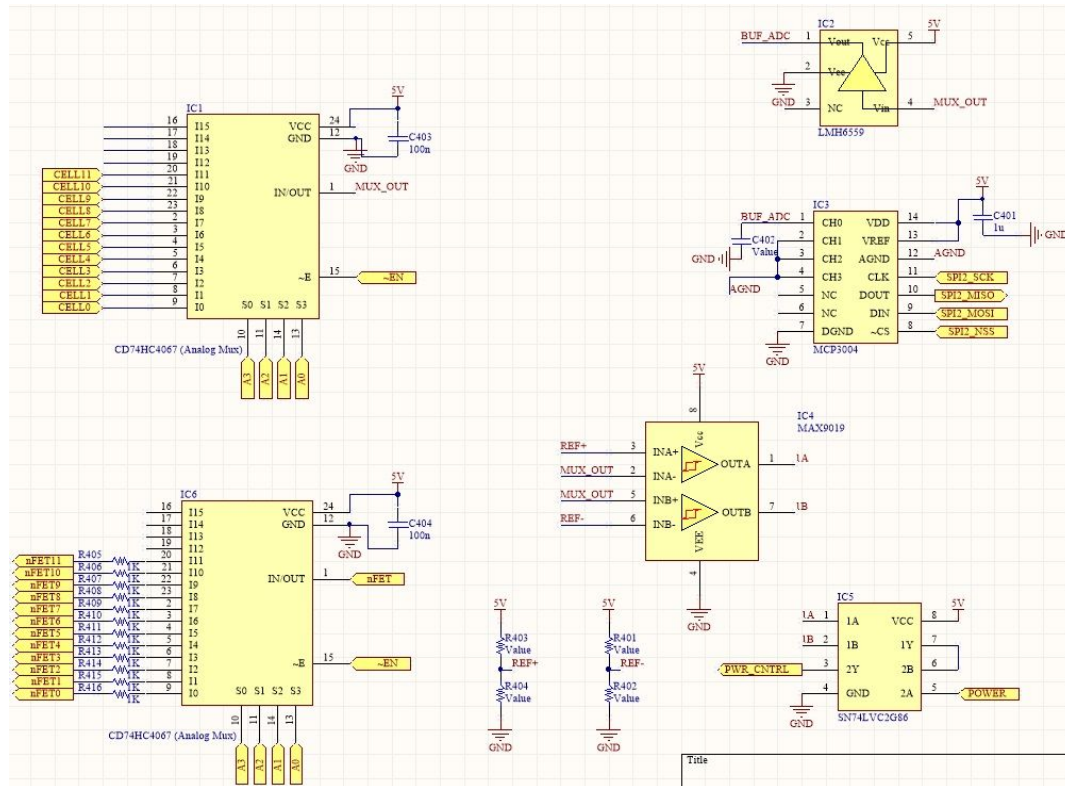 IC1
16 I15
17 I14
18 I13
19 I12
CELL11 20 I11
CELL10 21 I10
CELL9 22 I9
CELL8 23 I8
CELL7 2 I7
CELL6 3 I6
CELL5 4 I5
CELL4 5 I4
CELL3 6 I3
CELL2 7 I2
CELL1 8 I1
CELL0 9 I0
VCC 24
GND 12
IN/OUT 1 MUX_OUT
~E 15 ~EN
S0 S1 S2 S3
10 11 14 13
A3 A2 A1 A0
5V
C403
100n
GND
CD74HC4067 (Analog Mux)
IC2
BUF_ADC 1 Vout
Vcc 5 5V
2 Vee
GND
3 NC
Vin 4 MUX_OUT
LMH6559
IC3
BUF_ADC 1 CH0
2 CH1
3 CH2
4 CH3
5 NC
6 NC
7 DGND
VDD 14
VREF 13
AGND 12 AGND
CLK 11 SPI2_SCK
DOUT 10 SPI2_MISO
DIN 9 SPI2_MOSI
~CS 8 SPI2_NSS
MCP3004
C402
Value
GND
AGND
GND
5V
C401
1u
GND
IC4
MAX9019
5V
8
Vcc
REF+ 3 INA+
MUX_OUT 2 INA-
MUX_OUT 5 INB+
REF- 6 INB-
OUTA 1 1A
OUTB 7 1B
VEE
4
GND
IC6
16 I15
17 I14
18 I13
19 I12
nFET11 R405 1K 20 I11
nFET10 R406 1K 21 I10
nFET9 R407 1K 22 I9
nFET8 R408 1K 23 I8
nFET7 R409 1K 2 I7
nFET6 R410 1K 3 I6
nFET5 R411 1K 4 I5
nFET4 R412 1K 5 I4
nFET3 R413 1K 6 I3
nFET2 R414 1K 7 I2
nFET1 R415 1K 8 I1
nFET0 R416 1K 9 I0
VCC 24
GND 12
IN/OUT 1 nFET
~E 15 ~EN
S0 S1 S2 S3
10 11 14 13
A3 A2 A1 A0
5V
C404
100n
GND
CD74HC4067 (Analog Mux)
5V
R403
Value
REF+
R404
Value
GND
5V
R401
Value
REF-
R402
Value
GND
IC5
1A 1 1A
1B 2 1B
PWR_CNTRL 3 2Y
4 GND
GND
VCC 8 5V
1Y 7
2B 6
2A 5 POWER
SN74LVC2G86
Title